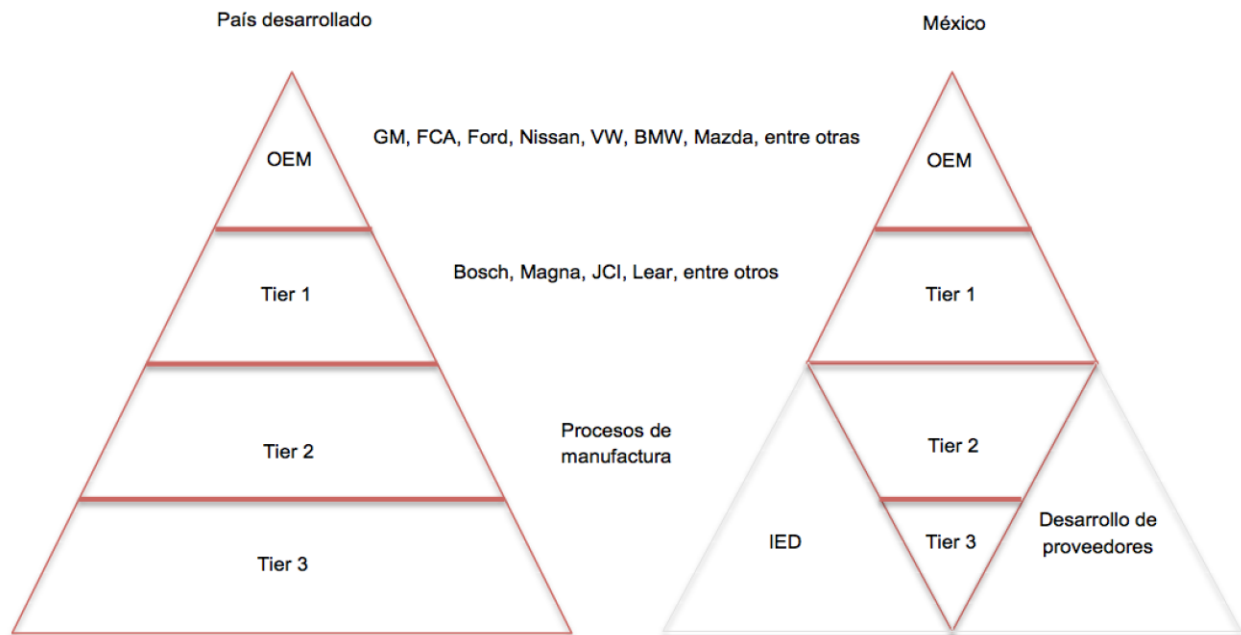 País desarrollado
México
GM, FCA, Ford, Nissan, VW, BMW, Mazda, entre otras
OEM
OEM
Bosch, Magna, JCI, Lear, entre otros
Tier 1
Tier 1
Procesos de
manufactura
Tier 2
Tier 2
Desarrollo de
proveedores
IED
Tier 3
Tier 3